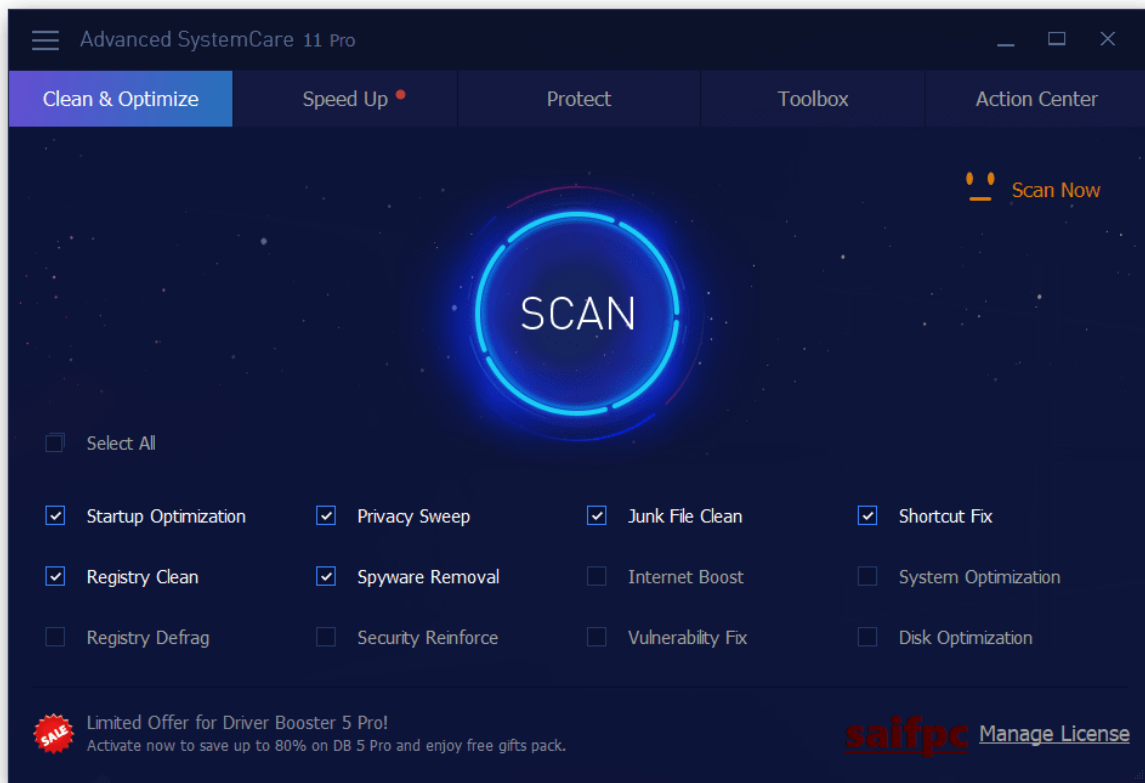 Advanced SystemCare 11 Pro
Clean & Optimize Speed Up Protect Toolbox Action Center
Scan Now
SCAN
Select All
Startup Optimization Privacy Sweep Junk File Clean Shortcut Fix
Registry Clean Spyware Removal Internet Boost System Optimization
Registry Defrag Security Reinforce Vulnerability Fix Disk Optimization
SALE
Limited Offer for Driver Booster 5 Pro!
Activate now to save up to 80% on DB 5 Pro and enjoy free gifts pack.
saifpc Manage License